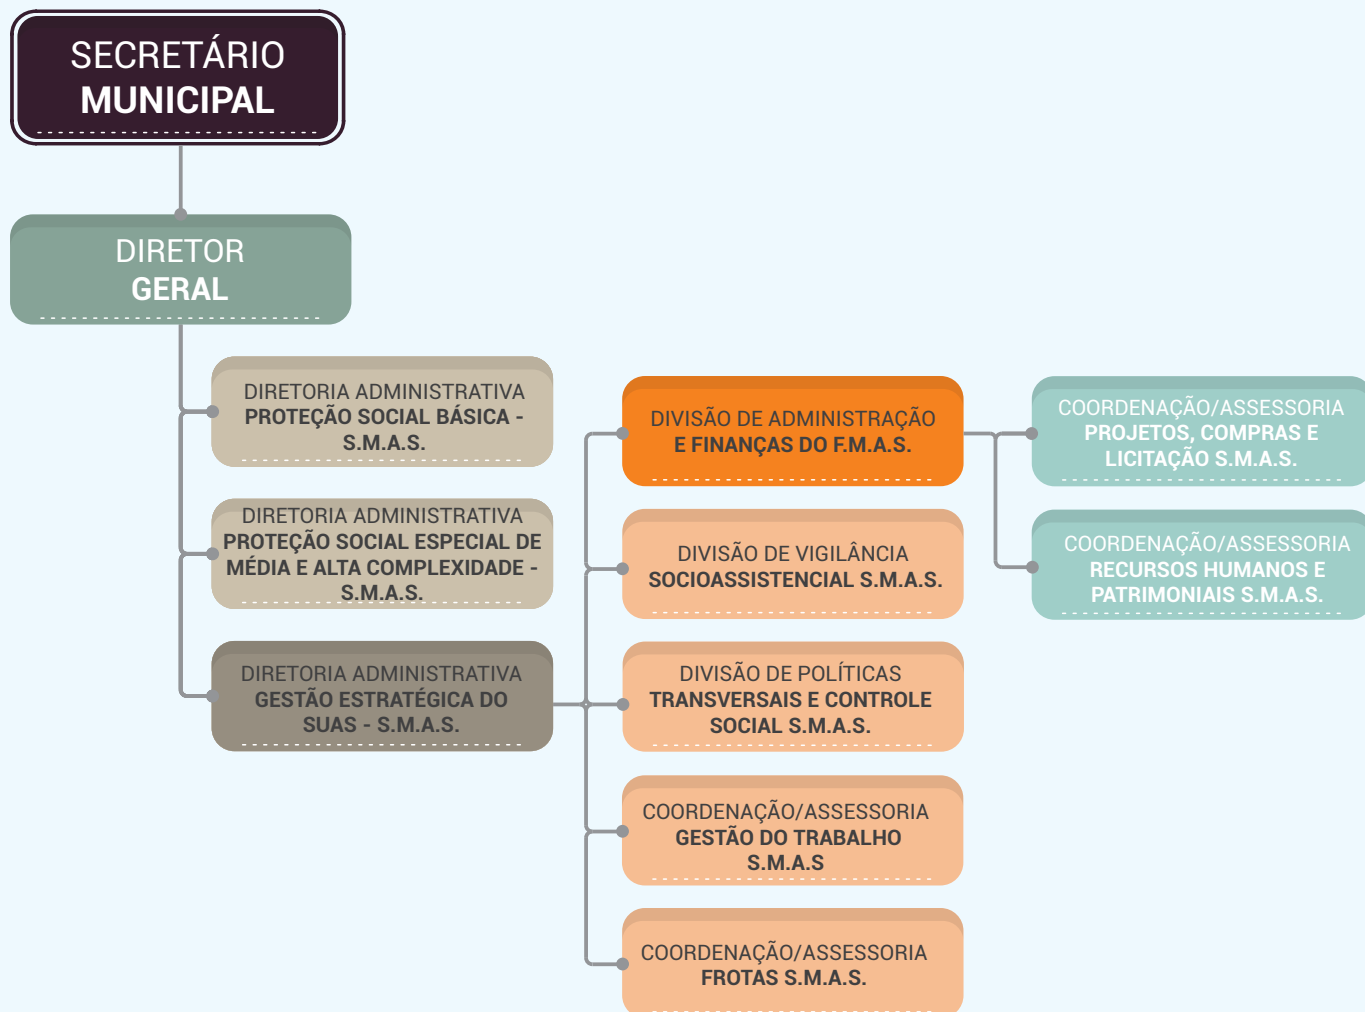 SECRETÁRIO
MUNICIPAL
DIRETOR
GERAL
DIRETORIA ADMINISTRATIVA
PROTEÇÃO SOCIAL BÁSICA -
S.M.A.S.
DIRETORIA ADMINISTRATIVA
PROTEÇÃO SOCIAL ESPECIAL DE
MÉDIA E ALTA COMPLEXIDADE -
S.M.A.S.
DIRETORIA ADMINISTRATIVA
GESTÃO ESTRATÉGICA DO
SUAS - S.M.A.S.
DIVISÃO DE ADMINISTRAÇÃO
E FINANÇAS DO F.M.A.S.
DIVISÃO DE VIGILÂNCIA
SOCIOASSISTENCIAL S.M.A.S.
DIVISÃO DE POLÍTICAS
TRANSVERSAIS E CONTROLE
SOCIAL S.M.A.S.
COORDENAÇÃO/ASSESSORIA
GESTÃO DO TRABALHO
S.M.A.S
COORDENAÇÃO/ASSESSORIA
FROTAS S.M.A.S.
COORDENAÇÃO/ASSESSORIA
PROJETOS, COMPRAS E
LICITAÇÃO S.M.A.S.
COORDENAÇÃO/ASSESSORIA
RECURSOS HUMANOS E
PATRIMONIAIS S.M.A.S.